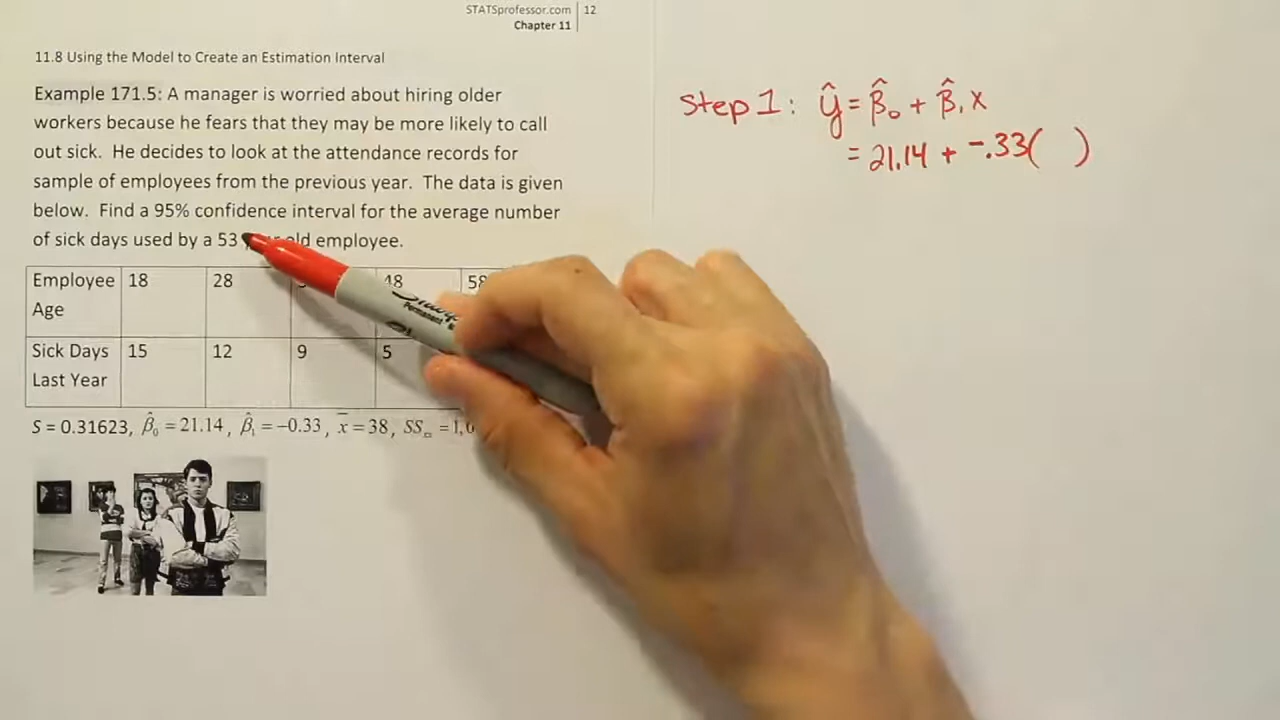 STATSprofessor.com 12
Chapter 11
11.8 Using the Model to Create an Estimation Interval
Example 171.5: A manager is worried about hiring older
workers because he fears that they may be more likely to call
out sick. He decides to look at the attendance records for
sample of employees from the previous year. The data is given
below. Find a 95% confidence interval for the average number
of sick days used by a 53 old employee.
Employee Age 18 28 48 58
Sick Days Last Year 15 12 9 5
S = 0.31623, β̂₀ = 21.14, β̂₁ = −0.33, x̄ = 38, SS = 1,0
Step 1: ŷ = β̂₀ + β̂₁x
= 21.14 + -.33( )